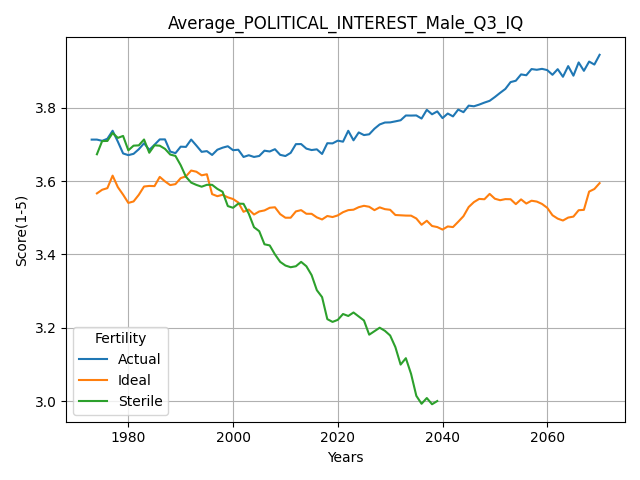 Average_POLITICAL_INTEREST_Male_Q3_IQ
Score(1-5)
3.8
3.6
3.4
3.2
3.0
Fertility
Actual
Ideal
Sterile
1980 2000 2020 2040 2060
Years